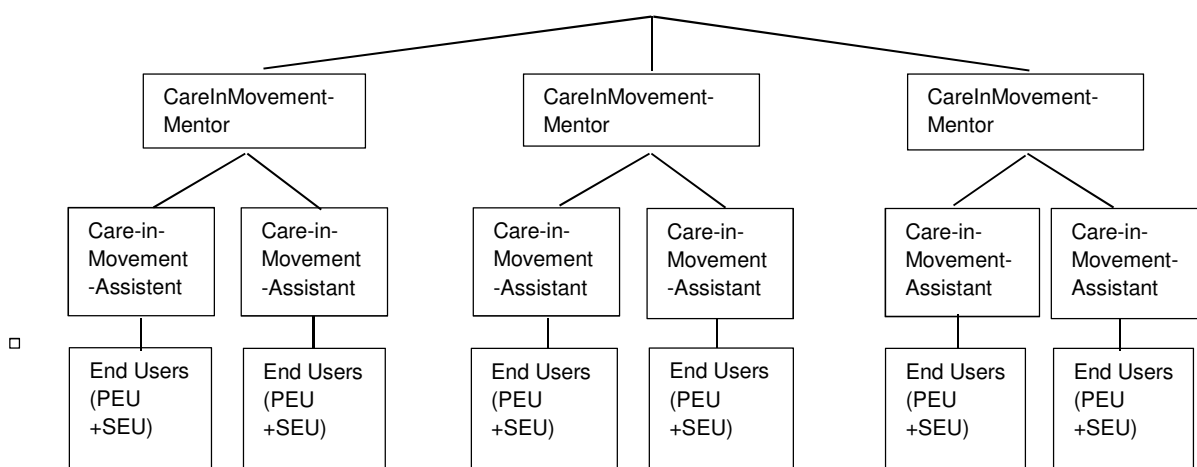 CareInMovement-
Mentor
CareInMovement-
Mentor
CareInMovement-
Mentor
Care-in-
Movement
-Assistent
Care-in-
Movement
-Assistant
Care-in-
Movement
-Assistant
Care-in-
Movement
-Assistant
Care-in-
Movement-
Assistant
Care-in-
Movement-
Assistant
End Users
(PEU
+SEU)
End Users
(PEU
+SEU)
End Users
(PEU
+SEU)
End Users
(PEU
+SEU)
End Users
(PEU
+SEU)
End Users
(PEU
+SEU)